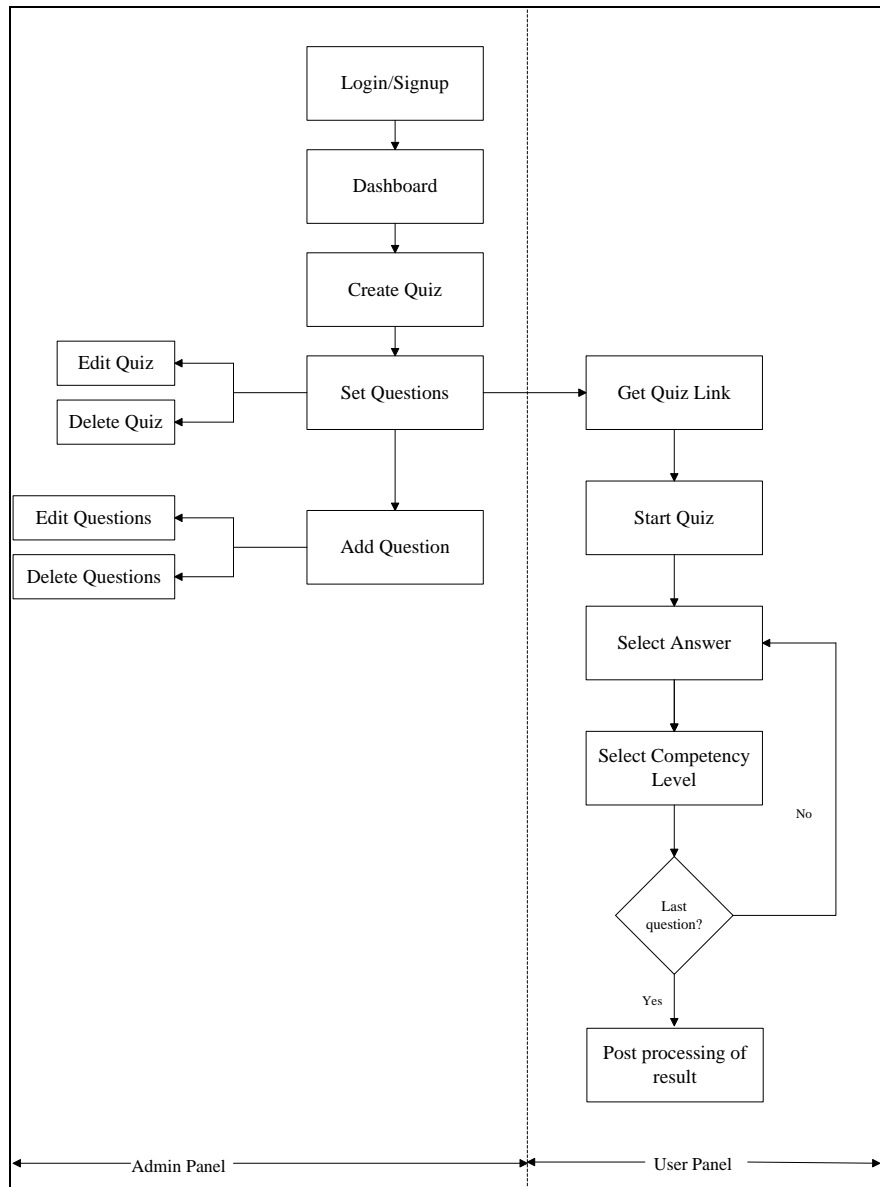 Login/Signup
Dashboard
Create Quiz
Edit Quiz
Delete Quiz
Set Questions
Get Quiz Link
Edit Questions
Delete Questions
Add Question
Start Quiz
Select Answer
Select Competency
Level
No
Last
question?
Yes
Post processing of
result
Admin Panel
User Panel